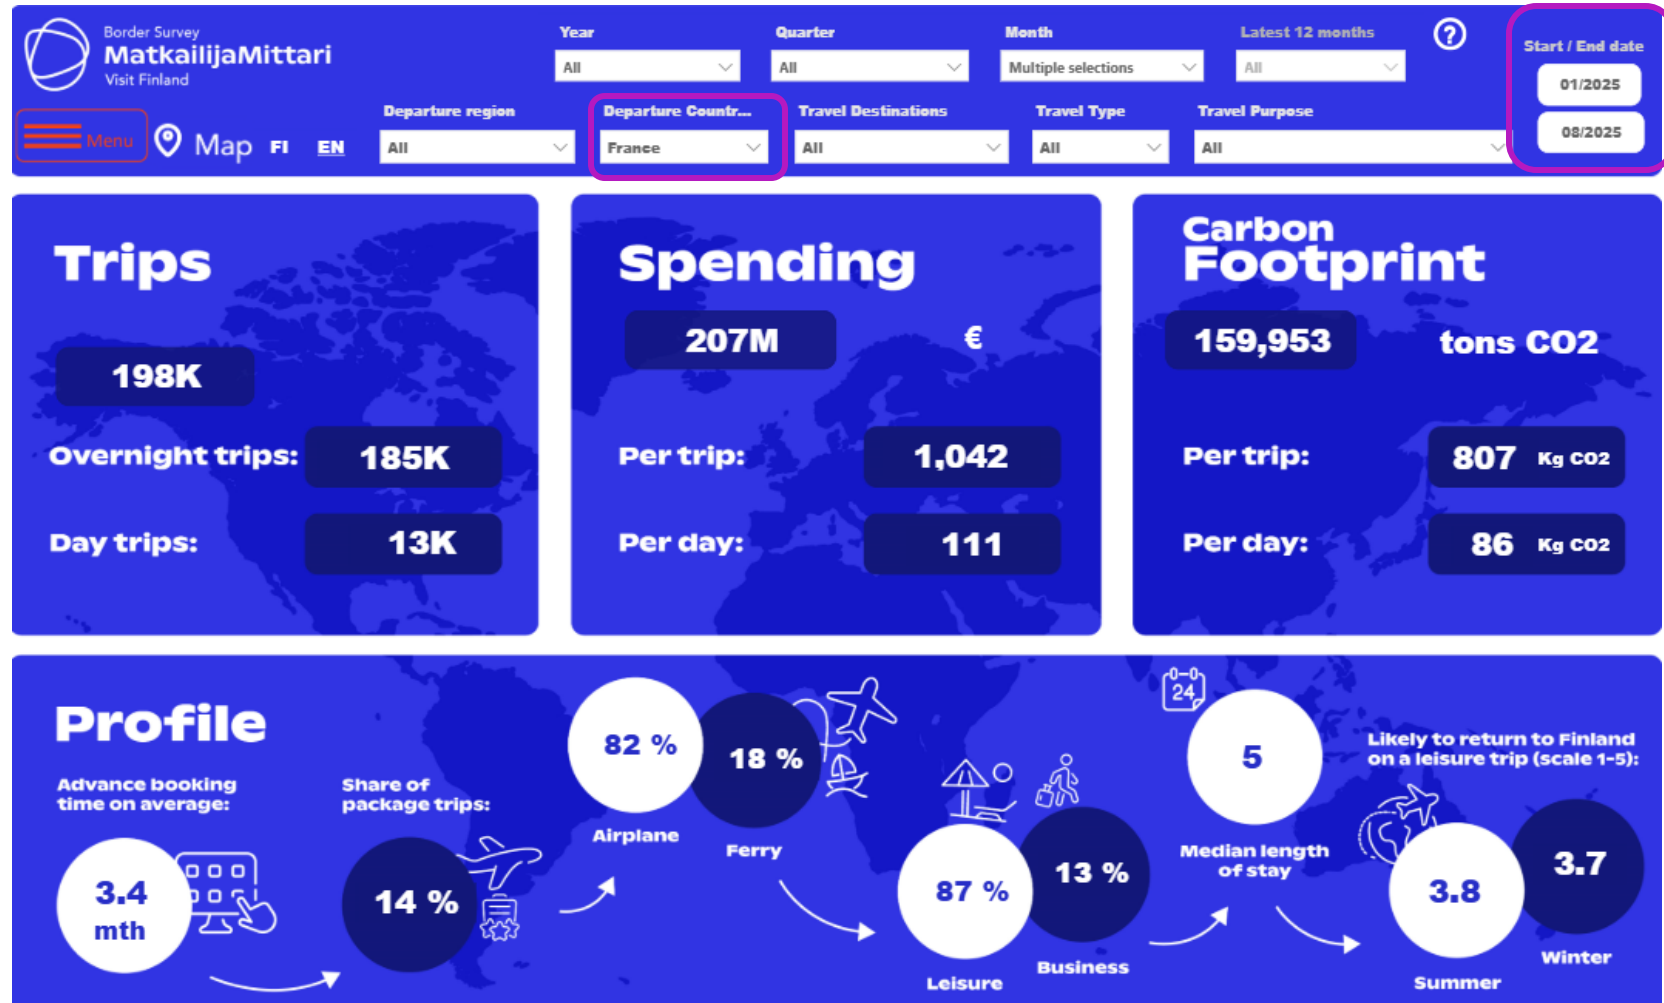 Border Survey
MatkailijaMittari
Visit Finland
Year
All
Quarter
All
Month
Multiple selections
Latest 12 months
All
?
Start / End date
01/2025
08/2025
Menu
Map
FI
EN
Departure region
All
Departure Countr...
France
Travel Destinations
All
Travel Type
All
Travel Purpose
All
Trips
198K
Overnight trips: 185K
Day trips: 13K
Spending
207M €
Per trip: 1,042
Per day: 111
Carbon
Footprint
159,953 tons CO2
Per trip: 807 Kg CO2
Per day: 86 Kg CO2
Profile
Advance booking
time on average:
3.4
mth
Share of
package trips:
14 %
82 %
Airplane
18 %
Ferry
87 %
Leisure
13 %
Business
24
5
Median length
of stay
Likely to return to Finland
on a leisure trip (scale 1-5):
3.8
Summer
3.7
Winter